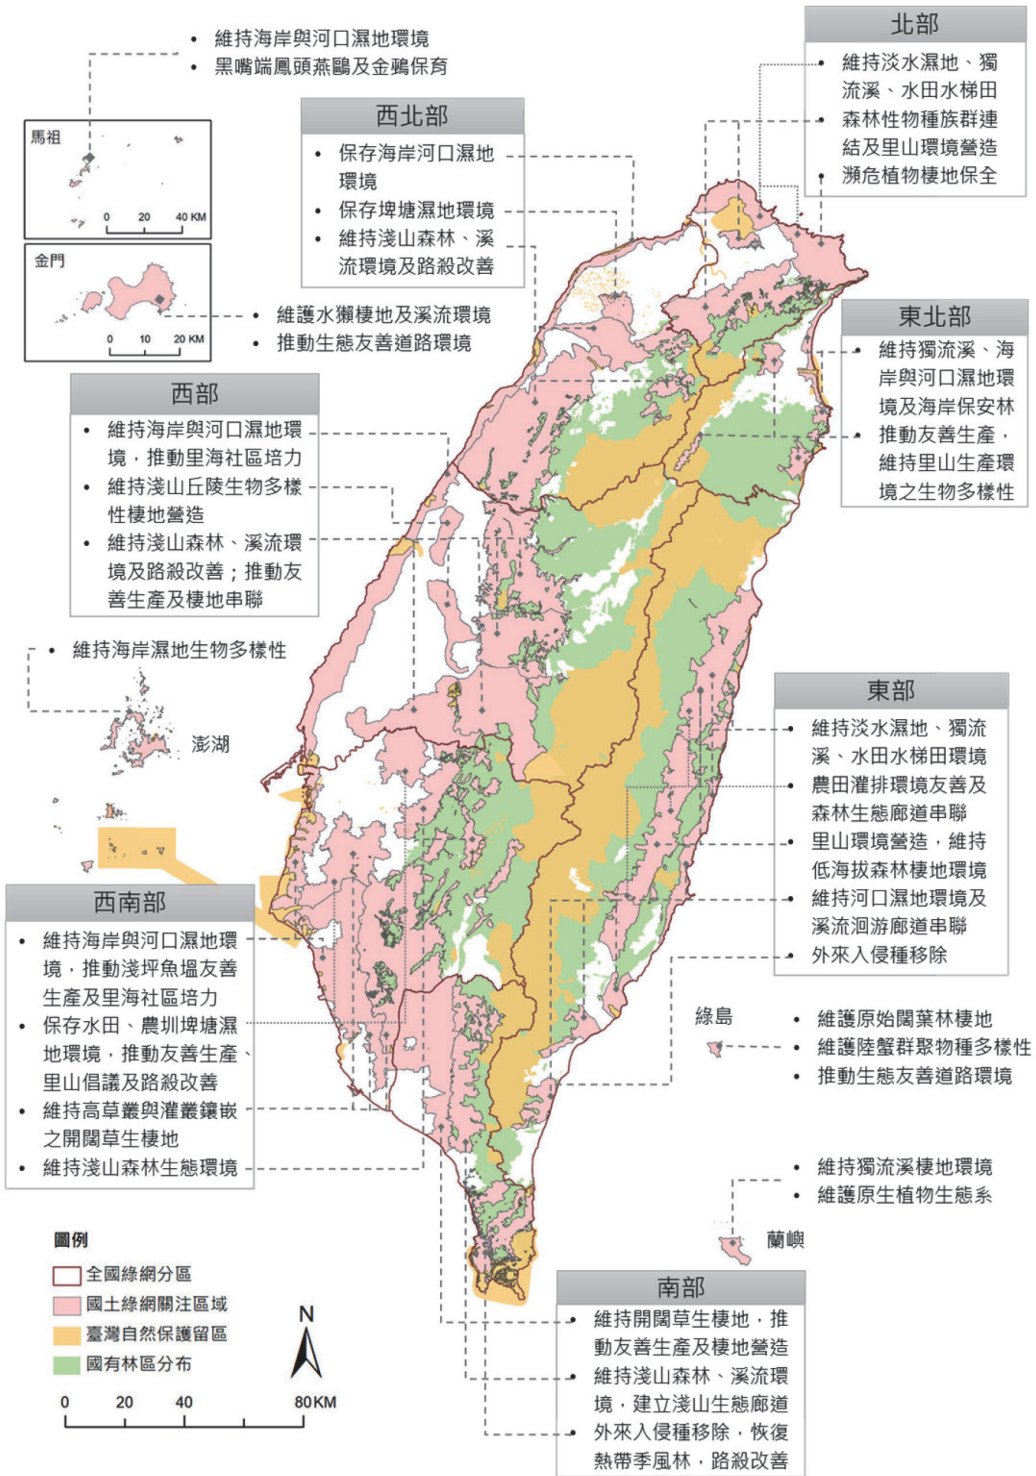 • 維持海岸與河口濕地環境
• 黑嘴端鳳頭燕鷗及金鵐保育
馬祖
0 20 40 KM
金門
0 10 20 KM
• 維護水獺棲地及溪流環境
• 推動生態友善道路環境
北部
• 維持淡水濕地、獨
流溪、水田水梯田
• 森林性物種族群連
結及里山環境營造
• 瀕危植物棲地保全
西北部
• 保存海岸河口濕地
環境
• 保存埤塘濕地環境
• 維持淺山森林、溪
流環境及路殺改善
東北部
• 維持獨流溪、海
岸與河口濕地環
境及海岸保安林
• 推動友善生產，
維持里山生產環
境之生物多樣性
西部
• 維持海岸與河口濕地環
境，推動里海社區培力
• 維持淺山丘陵生物多樣
性棲地營造
• 維持淺山森林、溪流環
境及路殺改善；推動友
善生產及棲地串聯
• 維持海岸濕地生物多樣性
澎湖
東部
• 維持淡水濕地、獨流
溪、水田水梯田環境
• 農田灌排環境友善及
森林生態廊道串聯
• 里山環境營造，維持
低海拔森林棲地環境
• 維持河口濕地環境及
溪流洄游廊道串聯
• 外來入侵種移除
西南部
• 維持海岸與河口濕地環
境，推動淺坪魚塭友善
生產及里海社區培力
• 保存水田、農圳埤塘濕
地環境，推動友善生產、
里山倡議及路殺改善
• 維持高草叢與灌叢鑲嵌
之開闊草生棲地
• 維持淺山森林生態環境
綠島
• 維護原始闊葉林棲地
• 維護陸蟹群聚物種多樣性
• 推動生態友善道路環境
• 維持獨流溪棲地環境
• 維護原生植物生態系
蘭嶼
南部
• 維持開闊草生棲地，推
動友善生產及棲地營造
• 維持淺山森林、溪流環
境，建立淺山生態廊道
• 外來入侵種移除，恢復
熱帶季風林，路殺改善
圖例
全國綠網分區
國土綠網關注區域
臺灣自然保護留區
國有林區分布
N
0 20 40 80 KM